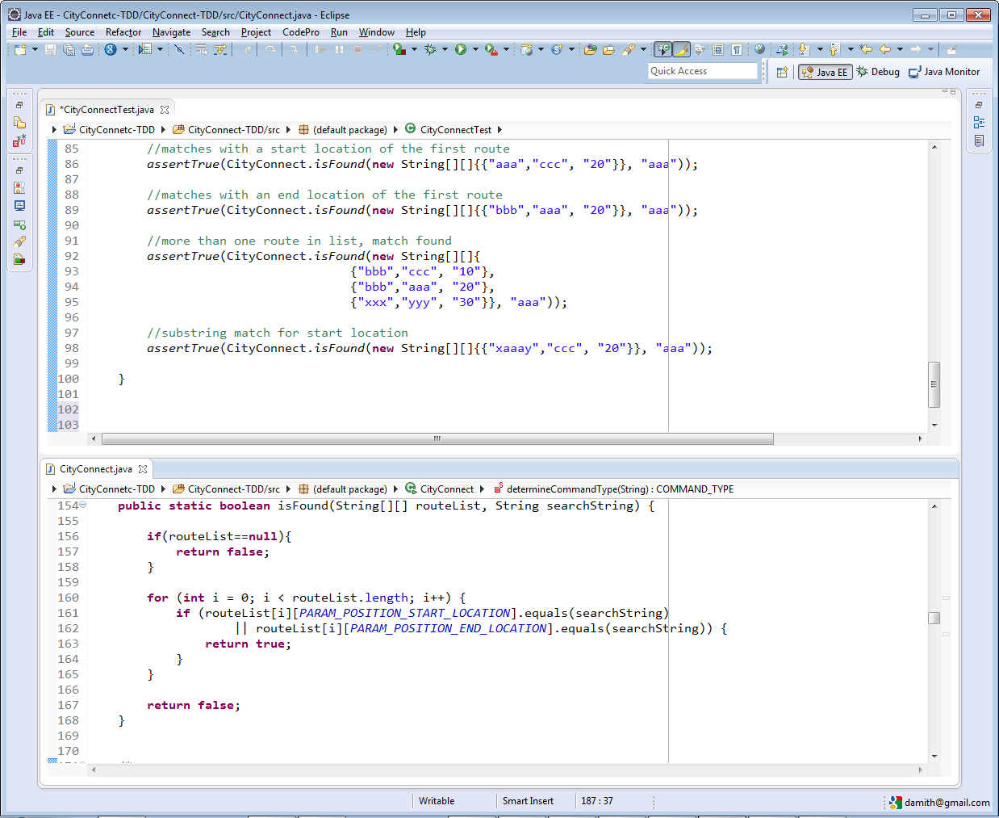 Java EE - CityConnetc-TDD/CityConnect-TDD/src/CityConnect.java - Eclipse
File Edit Source Refactor Navigate Search Project CodePro Run Window Help
Quick Access
Java EE Debug Java Monitor
*CityConnectTest.java
CityConnetc-TDD CityConnect-TDD/src (default package) CityConnectTest
85 //matches with a start location of the first route
86 assertTrue(CityConnect.isFound(new String[][]{{"aaa","ccc", "20"}}, "aaa"));
87
88 //matches with an end location of the first route
89 assertTrue(CityConnect.isFound(new String[][]{{"bbb","aaa", "20"}}, "aaa"));
90
91 //more than one route in list, match found
92 assertTrue(CityConnect.isFound(new String[][]{
93 {"bbb","ccc", "10"},
94 {"bbb","aaa", "20"},
95 {"xxx","yyy", "30"}}, "aaa"));
96
97 //substring match for start location
98 assertTrue(CityConnect.isFound(new String[][]{{"xaaay","ccc", "20"}}, "aaa"));
99
100 }
101
102
103
CityConnect.java
CityConnetc-TDD CityConnect-TDD/src (default package) CityConnect determineCommandType(String) : COMMAND_TYPE
154 public static boolean isFound(String[][] routeList, String searchString) {
155
156 if(routeList==null){
157 return false;
158 }
159
160 for (int i = 0; i < routeList.length; i++) {
161 if (routeList[i][PARAM_POSITION_START_LOCATION].equals(searchString)
162 || routeList[i][PARAM_POSITION_END_LOCATION].equals(searchString)) {
163 return true;
164 }
165 }
166
167 return false;
168 }
169
170
Writable Smart Insert 187 : 37
damith@gmail.com